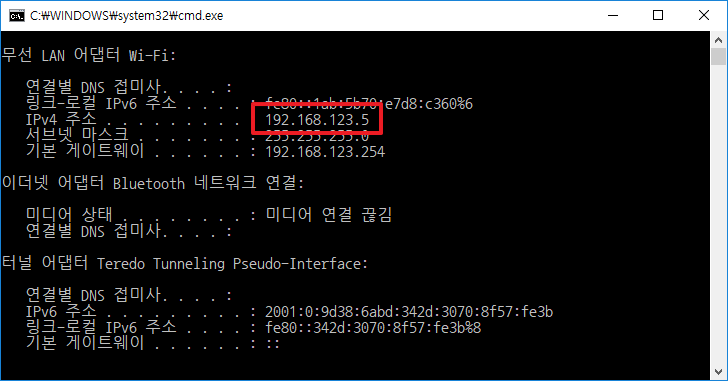 C:₩WINDOWS₩system32₩cmd.exe
무선 LAN 어댑터 Wi-Fi:
연결별 DNS 접미사. . . . :
링크-로컬 IPv6 주소 . . . . : fe80::1ab:5b70:e7d8:c360%6
IPv4 주소 . . . . . . . . . : 192.168.123.5
서브넷 마스크 . . . . . . . : 255.255.255.0
기본 게이트웨이 . . . . . . : 192.168.123.254
이더넷 어댑터 Bluetooth 네트워크 연결:
미디어 상태 . . . . . . . . : 미디어 연결 끊김
연결별 DNS 접미사. . . . :
터널 어댑터 Teredo Tunneling Pseudo-Interface:
연결별 DNS 접미사. . . . :
IPv6 주소 . . . . . . . . . : 2001:0:9d38:6abd:342d:3070:8f57:fe3b
링크-로컬 IPv6 주소 . . . . : fe80::342d:3070:8f57:fe3b%8
기본 게이트웨이 . . . . . . : ::